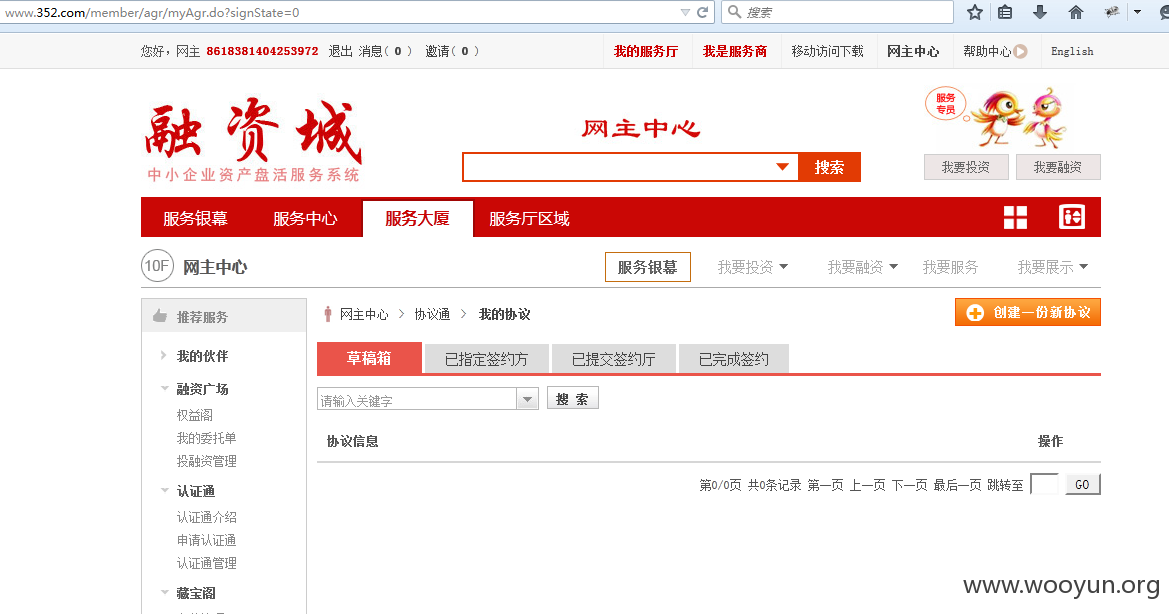 www.352.com/member/agr/myAgr.do?signState=0 搜索
您好，网主 8618381404253972 退出 消息( 0 ) 邀请( 0 ) 我的服务厅 我是服务商 移动访问下载 网主中心 帮助中心 English
融资城
中小企业资产盘活服务系统
网主中心
搜索
服务专员
我要投资 我要融资
服务银幕 服务中心 服务大厦 服务厅区域
10F 网主中心 服务银幕 我要投资 我要融资 我要服务 我要展示
推荐服务
我的伙伴
融资广场
权益阁
我的委托单
投融资管理
认证通
认证通介绍
申请认证通
认证通管理
藏宝阁
网主中心 > 协议通 > 我的协议 创建一份新协议
草稿箱 已指定签约方 已提交签约厅 已完成签约
请输入关键字 搜 索
协议信息 操作
第0/0页 共0条记录 第一页 上一页 下一页 最后一页 跳转至 GO
www.wooyun.org